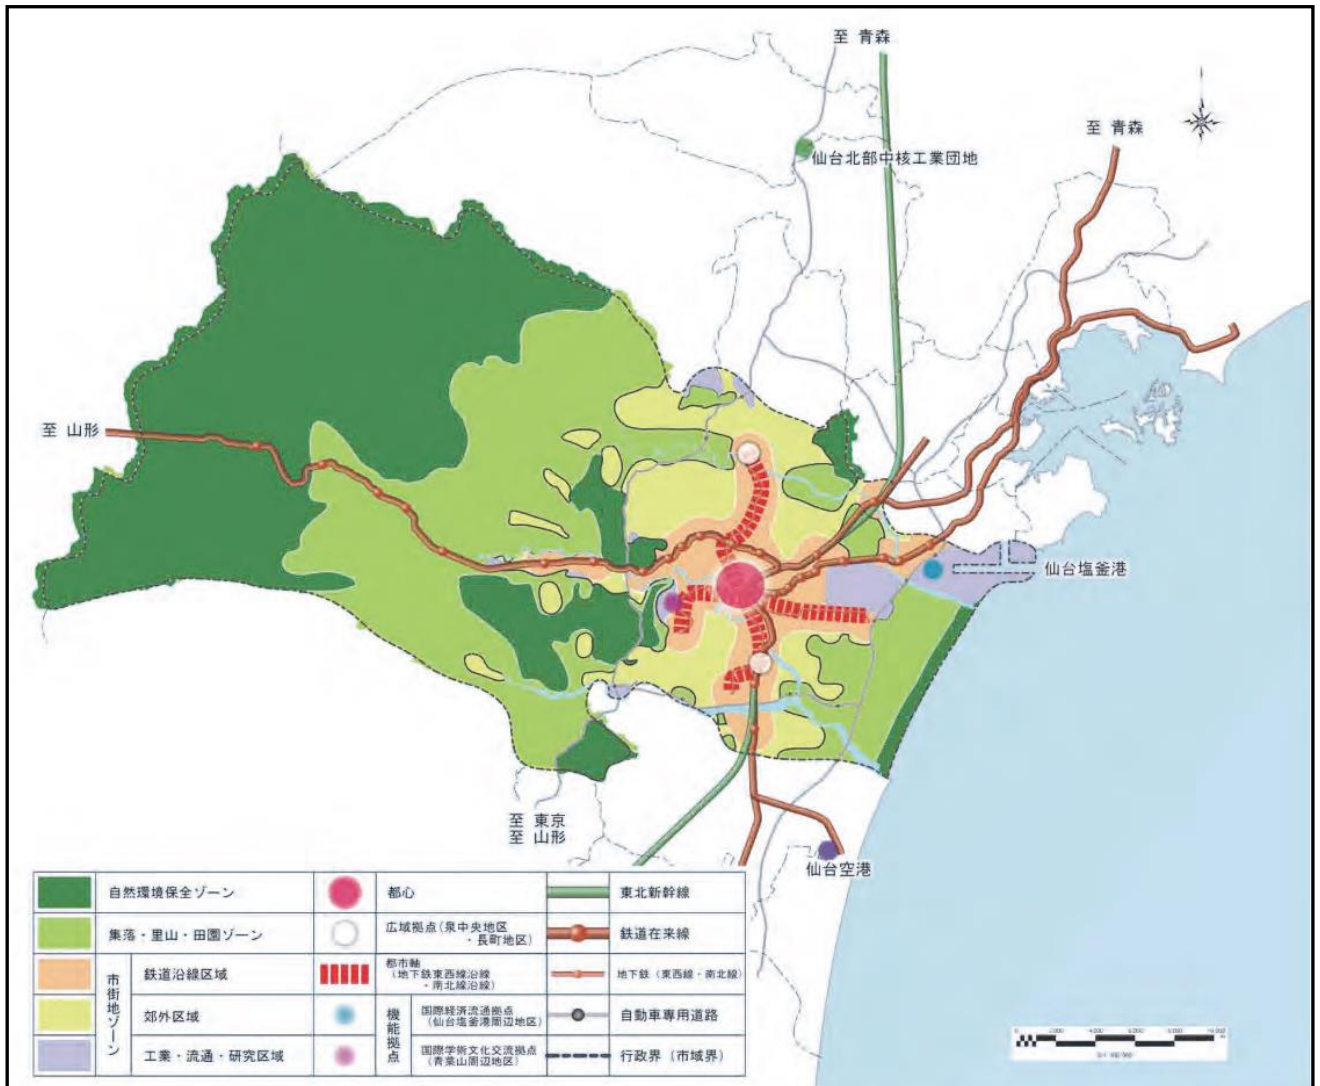 至 青森
至 青森
仙台北部中核工業団地
至 山形
仙台塩釜港
至 東京
至 山形
仙台空港
自然環境保全ゾーン
都心
東北新幹線
集落・里山・田園ゾーン
広域拠点(泉中央地区
・長町地区)
鉄道在来線
市街地ゾーン
鉄道沿線区域
都市軸
(地下鉄東西線沿線
・南北線沿線)
地下鉄(東西線・南北線)
郊外区域
機能拠点
国際経済流通拠点
(仙台塩釜港周辺地区)
自動車専用道路
工業・流通・研究区域
国際学術文化交流拠点
(青葉山周辺地区)
行政界(市域界)